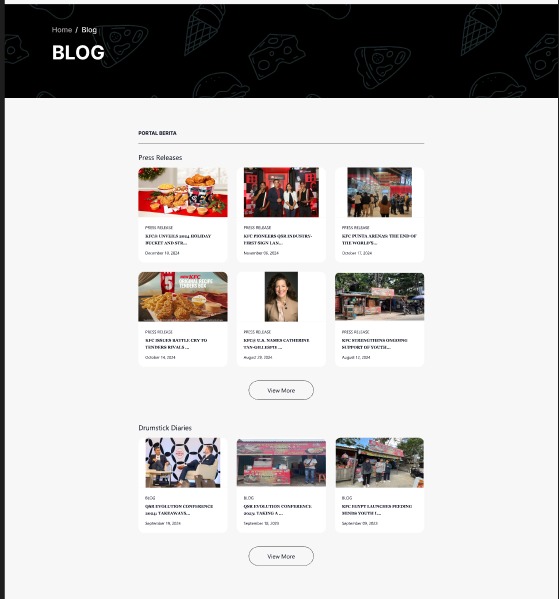 Home / Blog
BLOG
PORTAL BERITA
Press Releases
PRESS RELEASE
KFC® UNVEILS 2024 HOLIDAY
BUCKET AND STR...
December 10, 2024
PRESS RELEASE
KFC PIONEERS QSR INDUSTRY-
FIRST SIGN LAN...
November 06, 2024
PRESS RELEASE
KFC PUNTA ARENAS: THE END OF
THE WORLD'S...
October 17, 2024
PRESS RELEASE
KFC ISSUES BATTLE CRY TO
TENDERS RIVALS ...
October 14, 2024
PRESS RELEASE
KFC® U.S. NAMES CATHERINE
TAN-GILLESPIE ...
August 29, 2024
PRESS RELEASE
KFC STRENGTHENS ONGOING
SUPPORT OF YOUTH...
August 12, 2024
View More
Drumstick Diaries
BLOG
QSR EVOLUTION CONFERENCE
2024: TAKEAWAYS...
September 19, 2024
BLOG
QSR EVOLUTION CONFERENCE
2023: TAKING A ...
September 18, 2023
BLOG
KFC EGYPT LAUNCHES FEEDING
MINDS YOUTH I...
September 09, 2023
View More